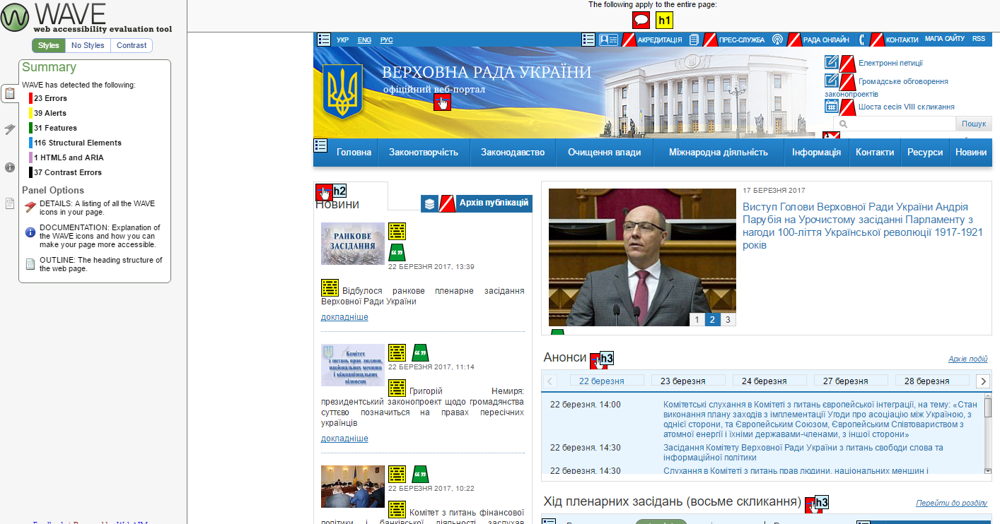 WAVE
web accessibility evaluation tool
Styles No Styles Contrast
Summary
WAVE has detected the following:
23 Errors
39 Alerts
31 Features
116 Structural Elements
1 HTML5 and ARIA
37 Contrast Errors
Panel Options
DETAILS: A listing of all the WAVE
icons in your page.
DOCUMENTATION: Explanation of
the WAVE icons and how you can
make your page more accessible.
OUTLINE: The heading structure of
the web page.
The following apply to the entire page:
h1
УКР ENG РУС АКРЕДИТАЦІЯ ПРЕС-СЛУЖБА РАДА ОНЛАЙН КОНТАКТИ МАПА САЙТУ RSS
ВЕРХОВНА РАДА УКРАЇНИ
офіційний веб-портал
Електронні петиції
Громадське обговорення
законопроектів
Шоста сесія VIII скликання
Пошук
Головна Законотворчість Законодавство Очищення влади Міжнародна діяльність Інформація Контакти Ресурси Новини
h2
Новини
Архів публікацій
РАНКОВЕ
ЗАСІДАННЯ
22 БЕРЕЗНЯ 2017, 13:39
Відбулося ранкове пленарне засідання
Верховної Ради України
докладніше
Комітет
з питань прав людини,
національних меншин
і міжнаціональних
відносин
22 БЕРЕЗНЯ 2017, 11:14
Григорій Немиря:
президентський законопроект щодо громадянства
суттєво позначиться на правах пересічних
українців
докладніше
22 БЕРЕЗНЯ 2017, 10:22
Комітет з питань фінансової
політики і банківської діяльності заслухав
17 БЕРЕЗНЯ 2017
Виступ Голови Верховної Ради України Андрія
Парубія на Урочистому засіданні Парламенту з
нагоди 100-ліття Української революції 1917-1921
років
1 2 3
Анонси h3
Архів подій
22 березня 23 березня 24 березня 27 березня 28 березня
22 березня. 14:00 Комітетські слухання в Комітеті з питань європейської інтеграції, на тему: «Стан
виконання плану заходів з імплементації Угоди про асоціацію між Україною, з
однієї сторони, та Європейським Союзом, Європейським Співтовариством з
атомної енергії і їхніми державами-членами, з іншої сторони»
22 березня. 14:30 Засідання Комітету Верховної Ради України з питань свободи слова та
інформаційної політики
22 березня. 14:30 Слухання в Комітеті з питань прав людини, національних меншин і
Хід пленарних засідань (восьме скликання) h3
Перейти до розділу